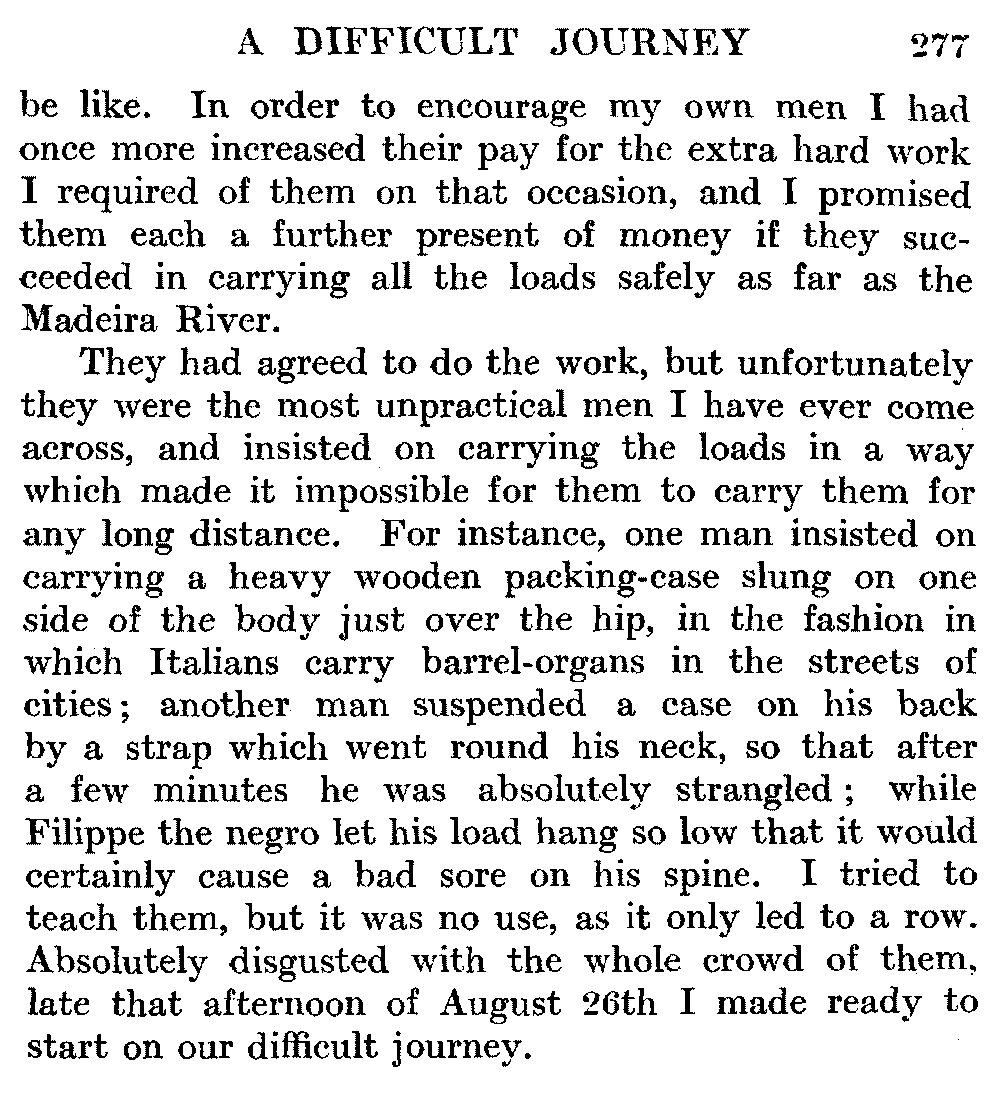 A DIFFICULT JOURNEY 277
be like. In order to encourage my own men I had
once more increased their pay for the extra hard work
I required of them on that occasion, and I promised
them each a further present of money if they suc-
ceeded in carrying all the loads safely as far as the
Madeira River.
They had agreed to do the work, but unfortunately
they were the most unpractical men I have ever come
across, and insisted on carrying the loads in a way
which made it impossible for them to carry them for
any long distance. For instance, one man insisted on
carrying a heavy wooden packing-case slung on one
side of the body just over the hip, in the fashion in
which Italians carry barrel-organs in the streets of
cities; another man suspended a case on his back
by a strap which went round his neck, so that after
a few minutes he was absolutely strangled; while
Filippe the negro let his load hang so low that it would
certainly cause a bad sore on his spine. I tried to
teach them, but it was no use, as it only led to a row.
Absolutely disgusted with the whole crowd of them,
late that afternoon of August 26th I made ready to
start on our difficult journey.